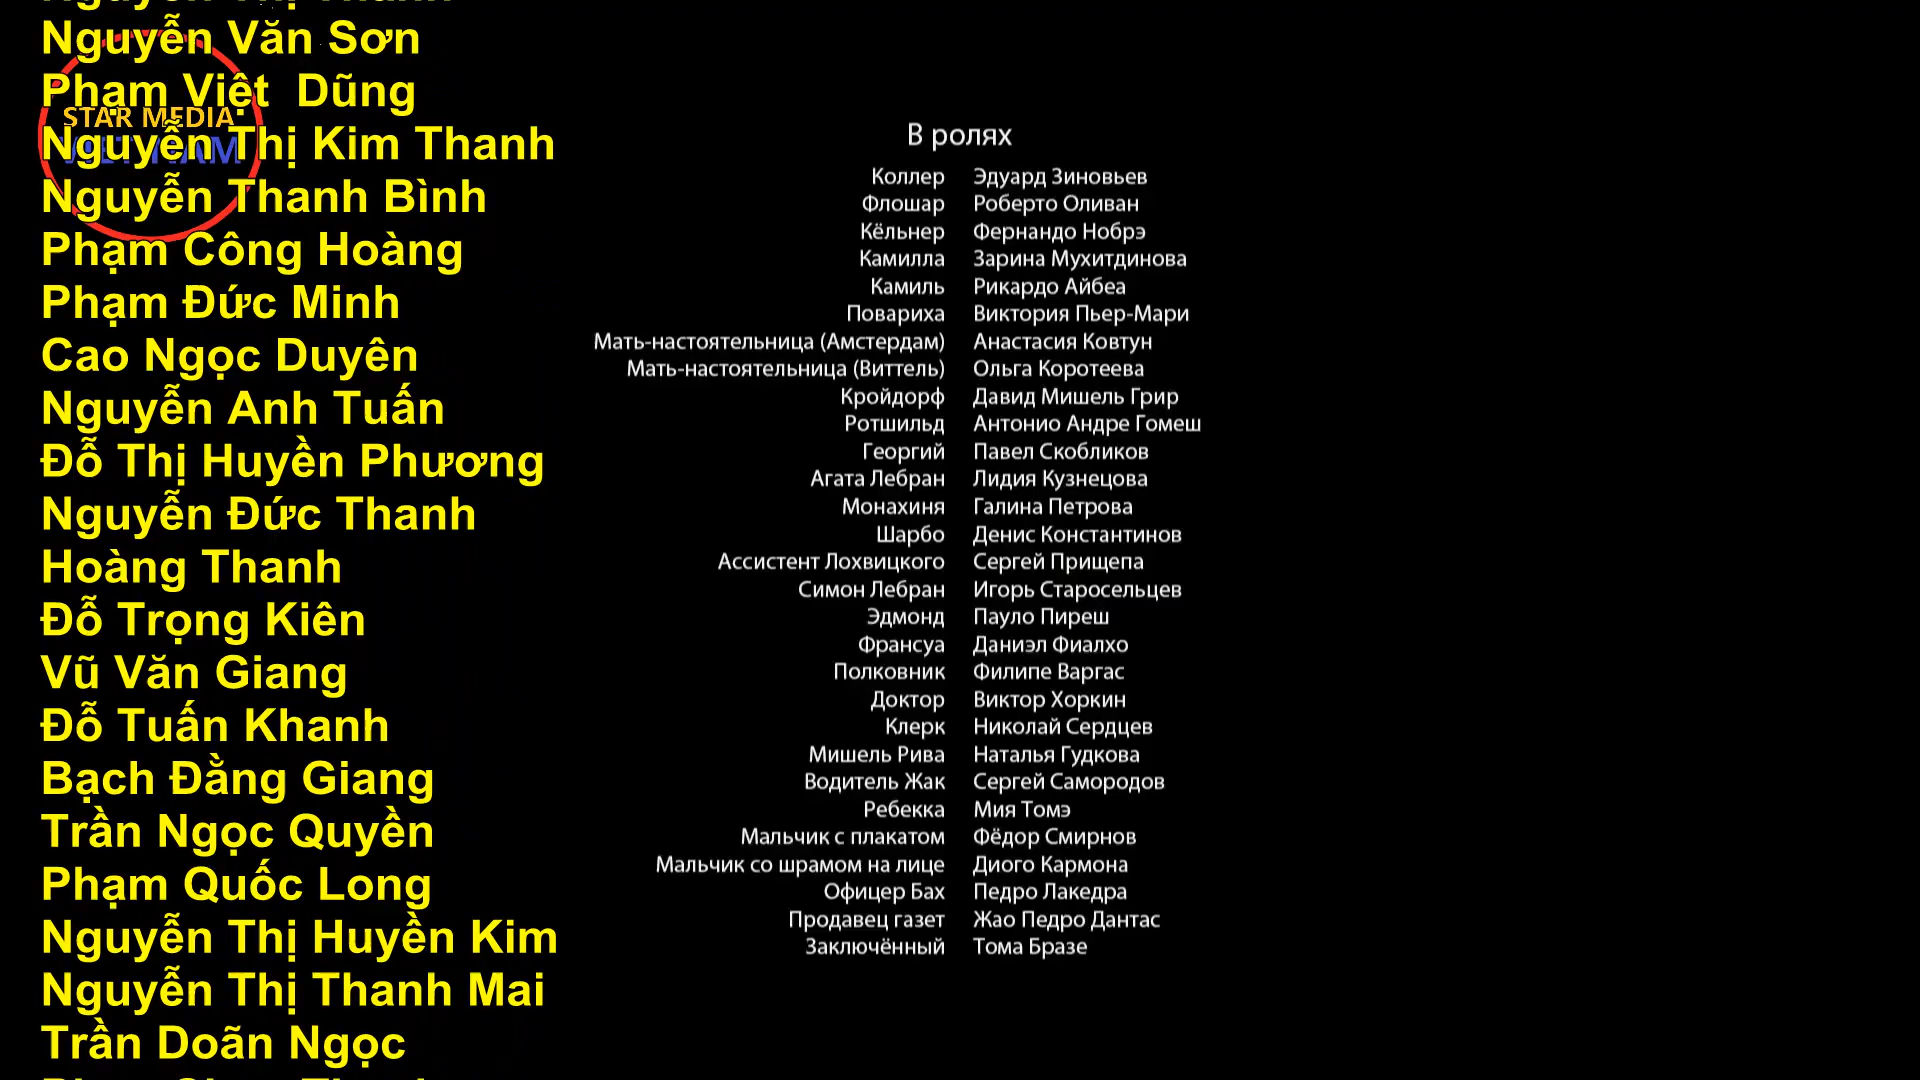 Nguyễn Văn Sơn
Phạm Việt Dũng
STAR MEDIA
Nguyễn Thị Kim Thanh
Nguyễn Thanh Bình
Phạm Công Hoàng
Phạm Đức Minh
Cao Ngọc Duyên
Nguyễn Anh Tuấn
Đỗ Thị Huyền Phương
Nguyễn Đức Thanh
Hoàng Thanh
Đỗ Trọng Kiên
Vũ Văn Giang
Đỗ Tuấn Khanh
Bạch Đằng Giang
Trần Ngọc Quyền
Phạm Quốc Long
Nguyễn Thị Huyền Kim
Nguyễn Thị Thanh Mai
Trần Doãn Ngọc
В ролях
Коллер Эдуард Зиновьев
Флошар Роберто Оливан
Кёльнер Фернандо Нобрэ
Камилла Зарина Мухитдинова
Камиль Рикардо Айбеа
Повариха Виктория Пьер-Мари
Мать-настоятельница (Амстердам) Анастасия Ковтун
Мать-настоятельница (Виттель) Ольга Коротеева
Кройдорф Давид Мишель Грир
Ротшильд Антонио Андре Гомеш
Георгий Павел Скобликов
Агата Лебран Лидия Кузнецова
Монахиня Галина Петрова
Шарбо Денис Константинов
Ассистент Лохвицкого Сергей Прищепа
Симон Лебран Игорь Старосельцев
Эдмонд Пауло Пиреш
Франсуа Даниэл Фиалхо
Полковник Филипе Варгас
Доктор Виктор Хоркин
Клерк Николай Сердцев
Мишель Рива Наталья Гудкова
Водитель Жак Сергей Самородов
Ребекка Мия Томэ
Мальчик с плакатом Фёдор Смирнов
Мальчик со шрамом на лице Диого Кармона
Офицер Бах Педро Лакедра
Продавец газет Жао Педро Дантас
Заключённый Тома Бразе